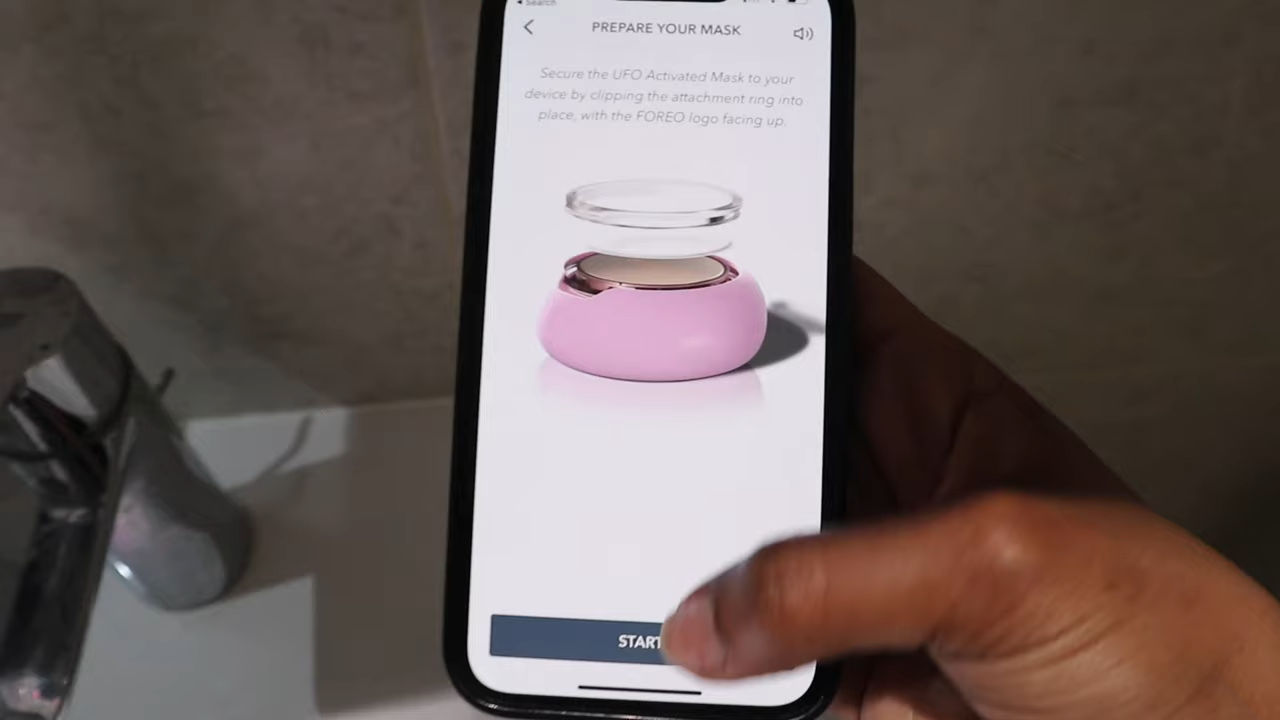 Search
PREPARE YOUR MASK
Secure the UFO Activated Mask to your
device by clipping the attachment ring into
place, with the FOREO logo facing up.
START